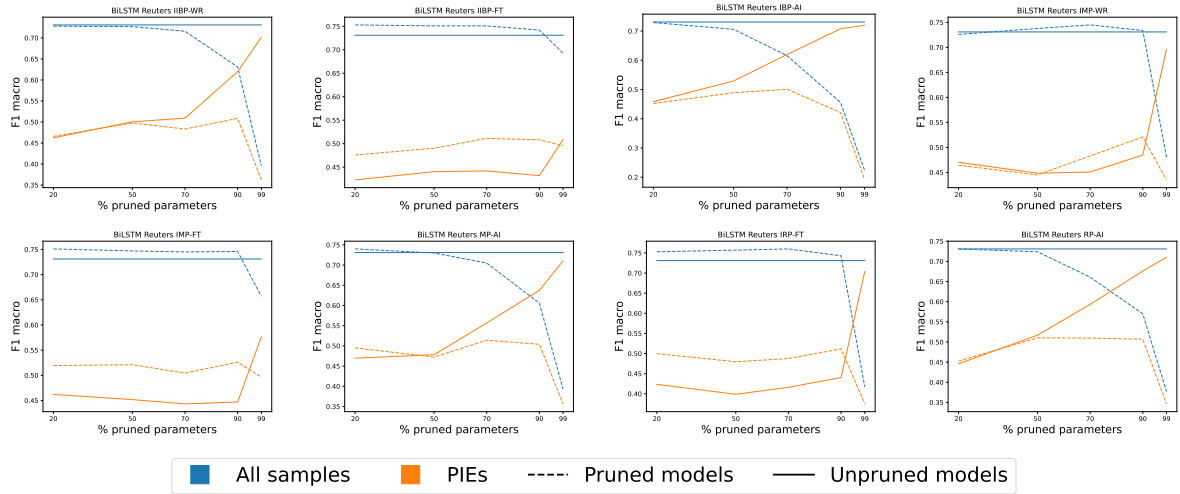 BiLSTM Reuters IIBP-WR
F1 macro
0.70
0.65
0.60
0.55
0.50
0.45
0.40
0.35
20 50 70 90 99
% pruned parameters
BiLSTM Reuters IIBP-FT
F1 macro
0.75
0.70
0.65
0.60
0.55
0.50
0.45
20 50 70 90 99
% pruned parameters
BiLSTM Reuters IBP-AI
F1 macro
0.7
0.6
0.5
0.4
0.3
0.2
20 50 70 90 99
% pruned parameters
BiLSTM Reuters IMP-WR
F1 macro
0.75
0.70
0.65
0.60
0.55
0.50
0.45
20 50 70 90 99
% pruned parameters
BiLSTM Reuters IMP-FT
F1 macro
0.75
0.70
0.65
0.60
0.55
0.50
0.45
20 50 70 90 99
% pruned parameters
BiLSTM Reuters MP-AI
F1 macro
0.75
0.70
0.65
0.60
0.55
0.50
0.45
0.40
0.35
20 50 70 90 99
% pruned parameters
BiLSTM Reuters IRP-FT
F1 macro
0.75
0.70
0.65
0.60
0.55
0.50
0.45
0.40
20 50 70 90 99
% pruned parameters
BiLSTM Reuters RP-AI
F1 macro
0.75
0.70
0.65
0.60
0.55
0.50
0.45
0.40
0.35
20 50 70 90 99
% pruned parameters
All samples PIEs Pruned models Unpruned models